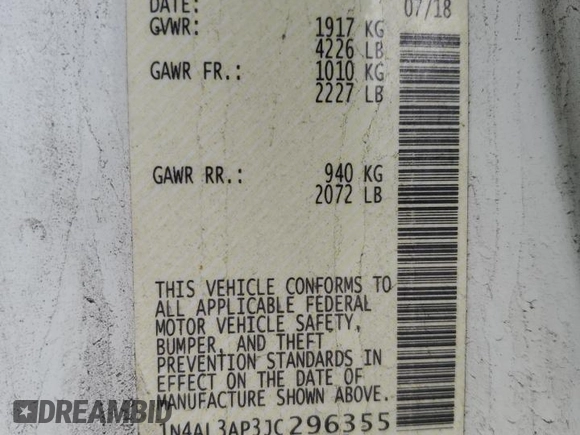 DATE: 07/18
GVWR: 1917 KG
4226 LB
GAWR FR.: 1010 KG
2227 LB
GAWR RR.: 940 KG
2072 LB
THIS VEHICLE CONFORMS TO
ALL APPLICABLE FEDERAL
MOTOR VEHICLE SAFETY,
BUMPER, AND THEFT
PREVENTION STANDARDS IN
EFFECT ON THE DATE OF
MANUFACTURE SHOWN ABOVE.
1N4AL3AP3JC296355
DREAMBID